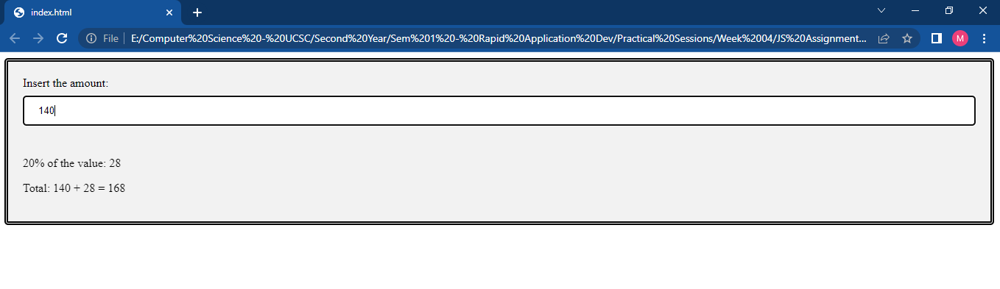 index.html
File E:/Computer%20Science%20-%20UCSC/Second%20Year/Sem%201%20-%20Rapid%20Application%20Dev/Practical%20Sessions/Week%2004/JS%20Assignment... M
Insert the amount:
140
20% of the value: 28
Total: 140 + 28 = 168